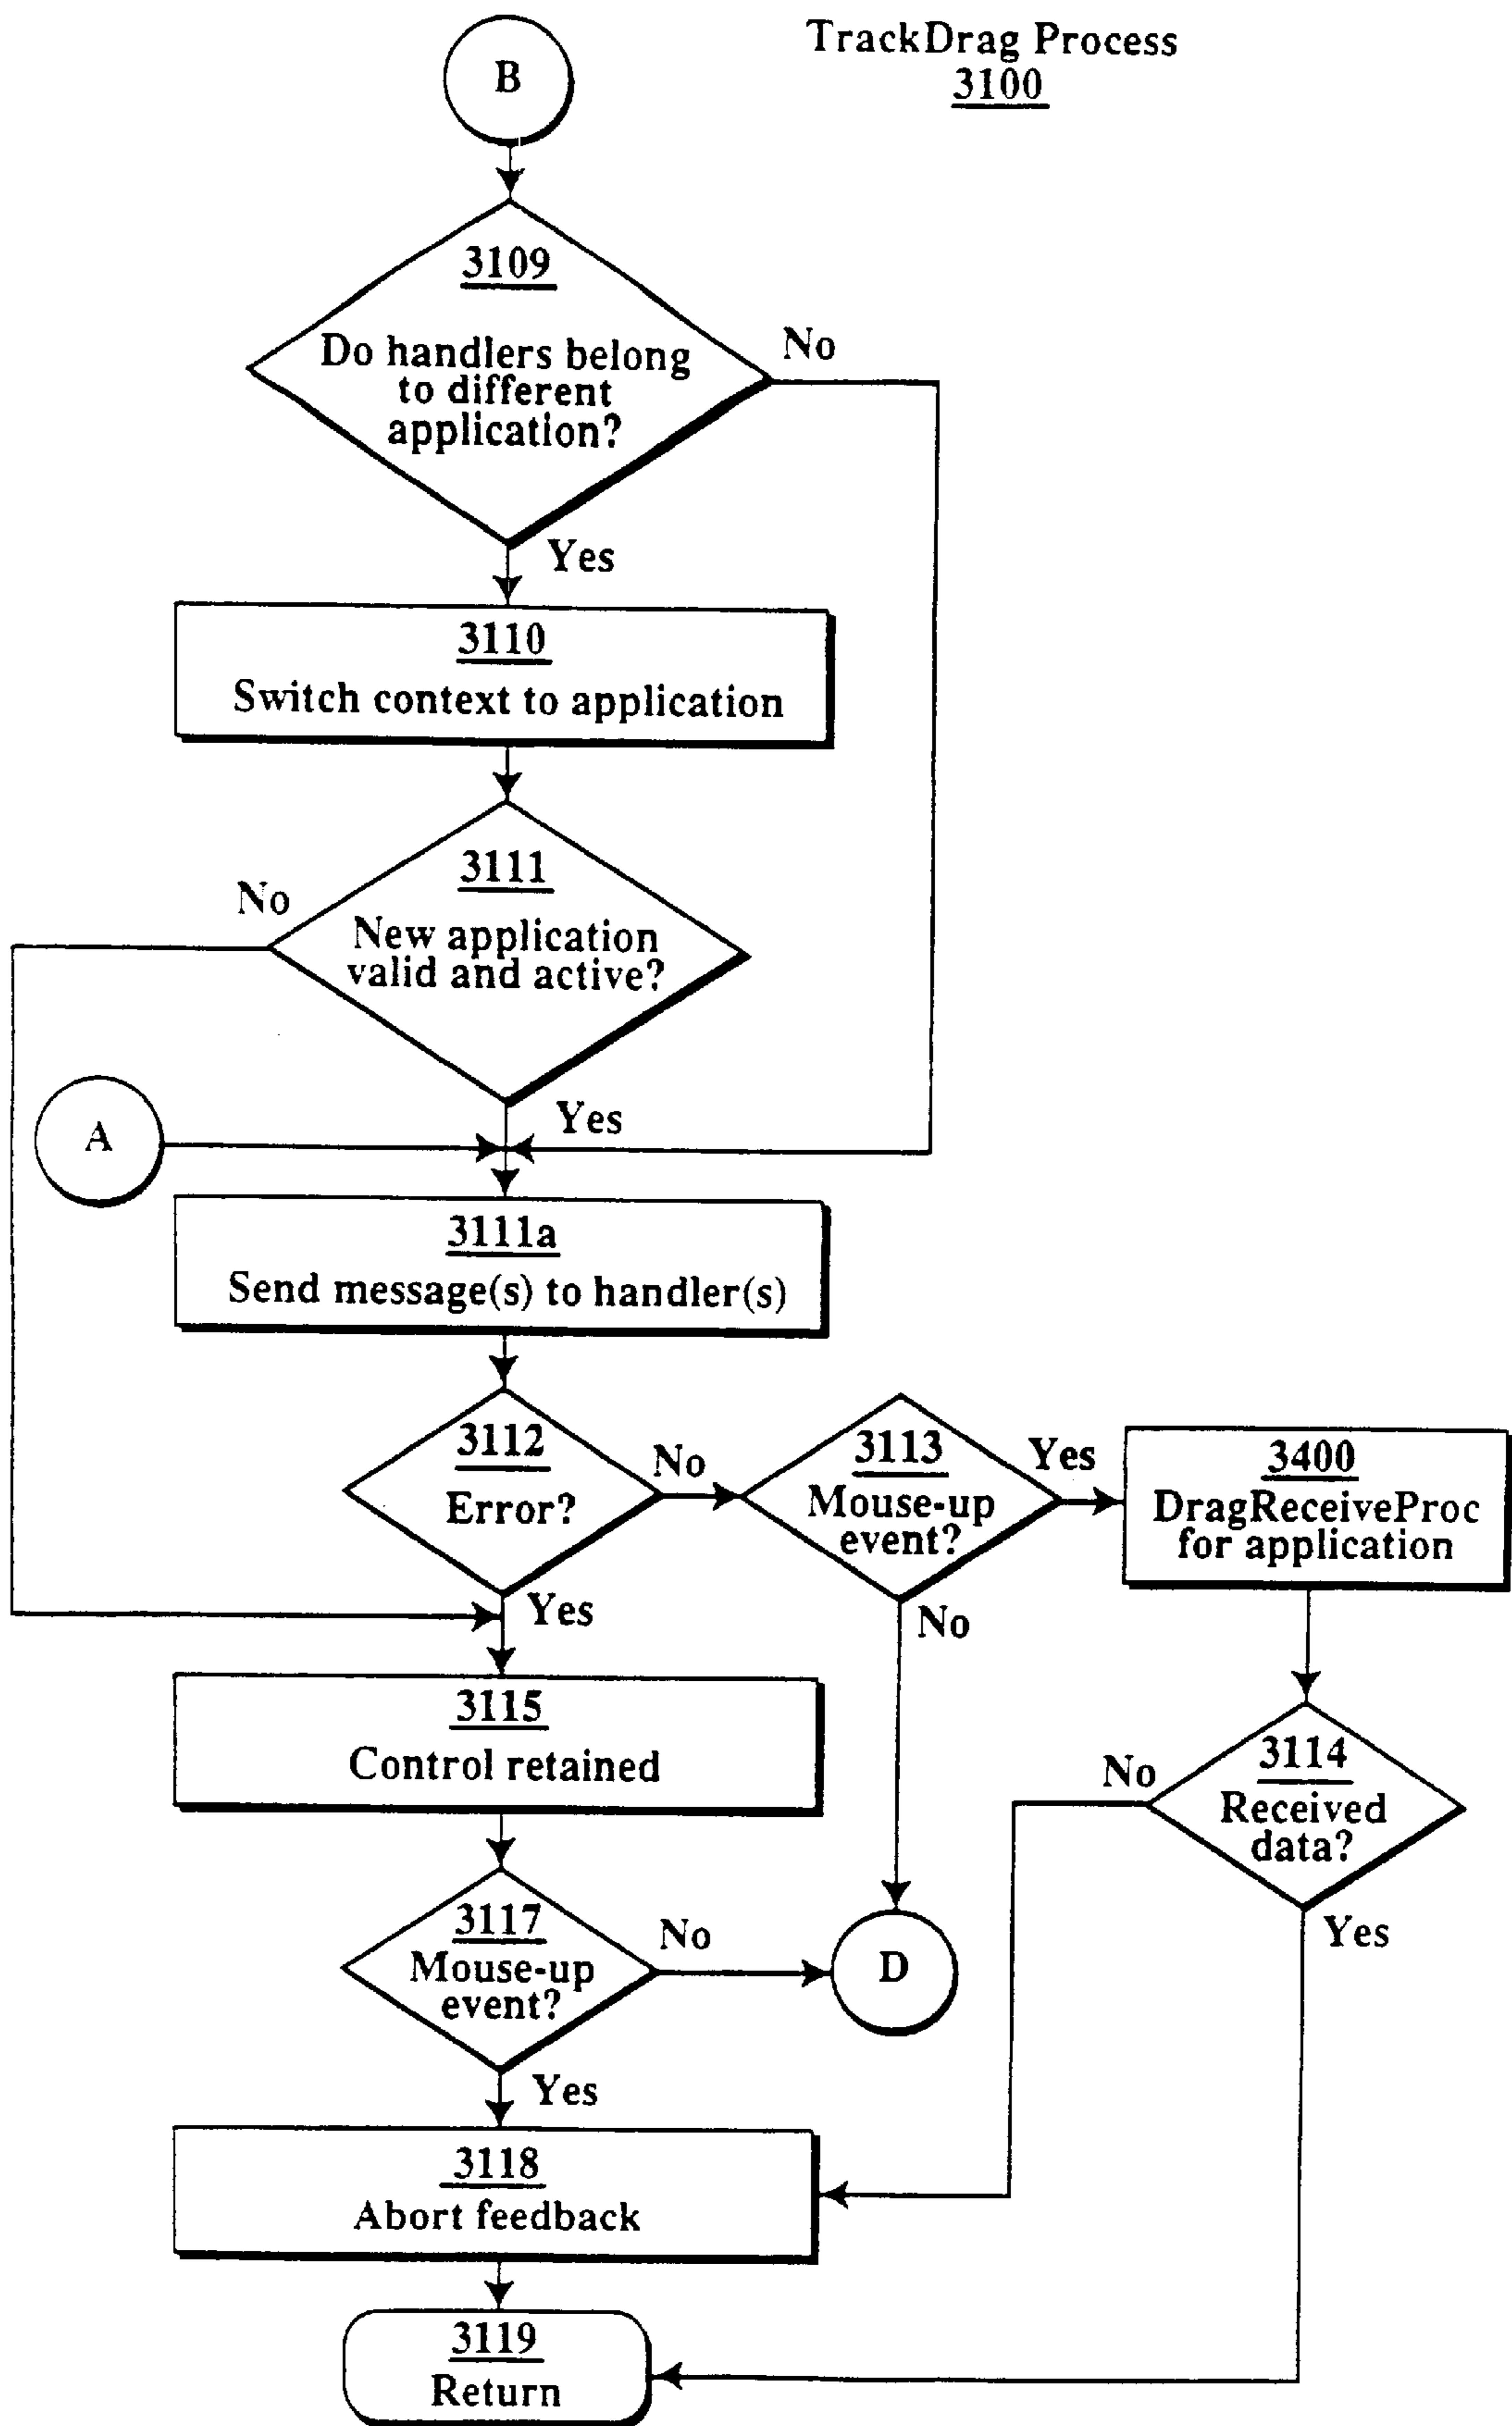 TrackDrag Process
3100
B
3109
Do handlers belong
to different
application?
No
Yes
3110
Switch context to application
3111
New application
valid and active?
No
Yes
A
3111a
Send message(s) to handler(s)
3112
Error?
No
Yes
3113
Mouse-up
event?
Yes
No
3400
DragReceiveProc
for application
3115
Control retained
3114
Received
data?
No
Yes
3117
Mouse-up
event?
No
Yes
D
3118
Abort feedback
3119
Return